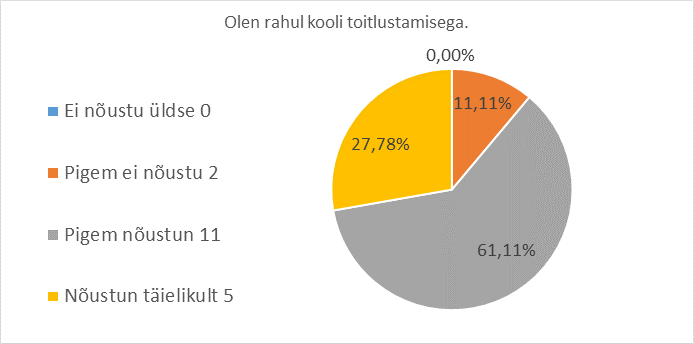 Olen rahul kooli toitlustamisega.
0,00%
Ei nõustu üldse 0
11,11%
27,78%
Pigem ei nõustu 2
Pigem nõustun 11
61,11%
Nõustun täielikult 5